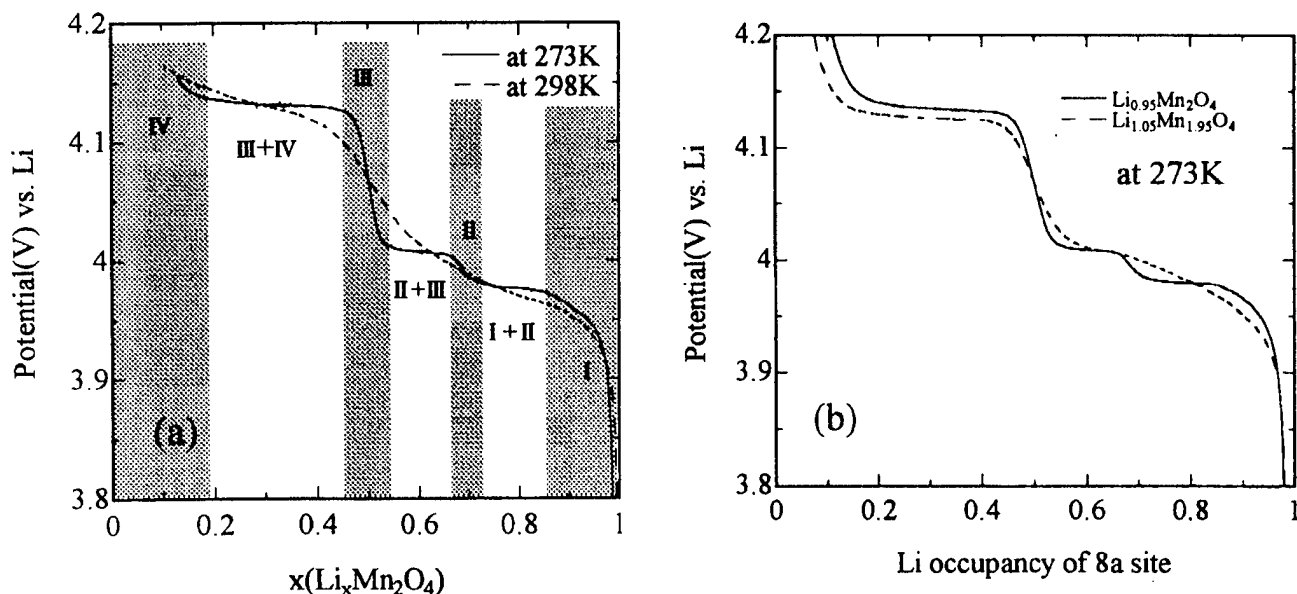 4.2
4.1
4
3.9
3.8
Potential(V) vs. Li
at 273K
at 298K
IV
III+IV
III
II+III
II
I+II
I
(a)
0
0.2
0.4
0.6
0.8
1
x(LixMn2O4)
4.2
4.1
4
3.9
3.8
Potential(V) vs. Li
Li0.95Mn2O4
Li1.05Mn1.95O4
at 273K
(b)
0
0.2
0.4
0.6
0.8
1
Li occupancy of 8a site